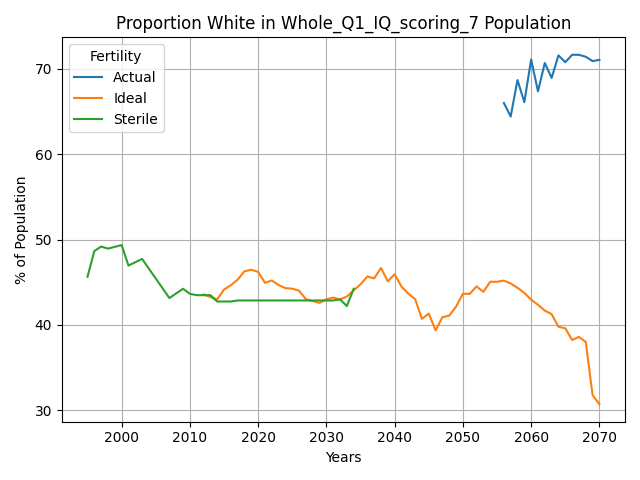 Proportion White in Whole_Q1_IQ_scoring_7 Population
Fertility
Actual
Ideal
Sterile
% of Population
70
60
50
40
30
2000 2010 2020 2030 2040 2050 2060 2070
Years